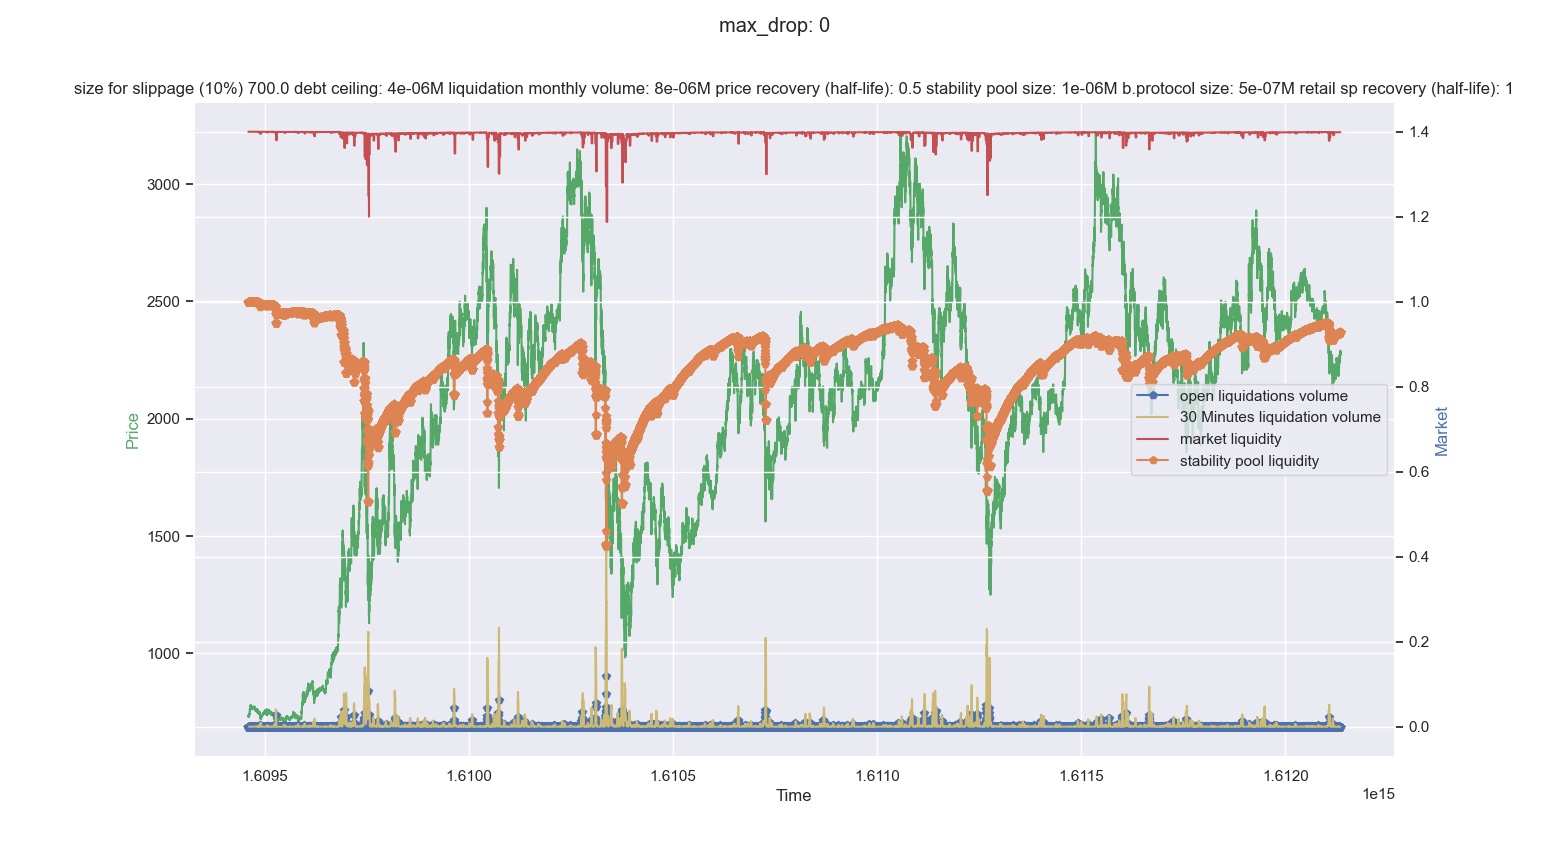 max_drop: 0
size for slippage (10%) 700.0 debt ceiling: 4e-06M liquidation monthly volume: 8e-06M price recovery (half-life): 0.5 stability pool size: 1e-06M b.protocol size: 5e-07M retail sp recovery (half-life): 1
1.4
3000
1.2
2500
1.0
2000
0.8
open liquidations volume
30 Minutes liquidation volume
market liquidity
stability pool liquidity
Price
Market
0.6
1500
0.4
1000
0.2
0.0
1.6095 1.6100 1.6105 1.6110 1.6115 1.6120
Time
1e15